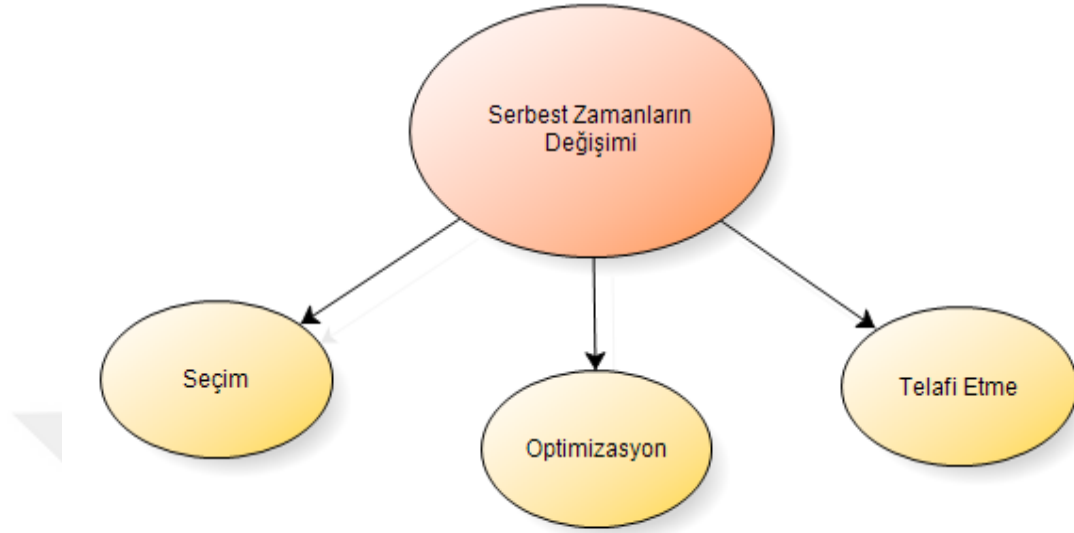 Serbest Zamanların
Değişimi
Seçim
Optimizasyon
Telafi Etme